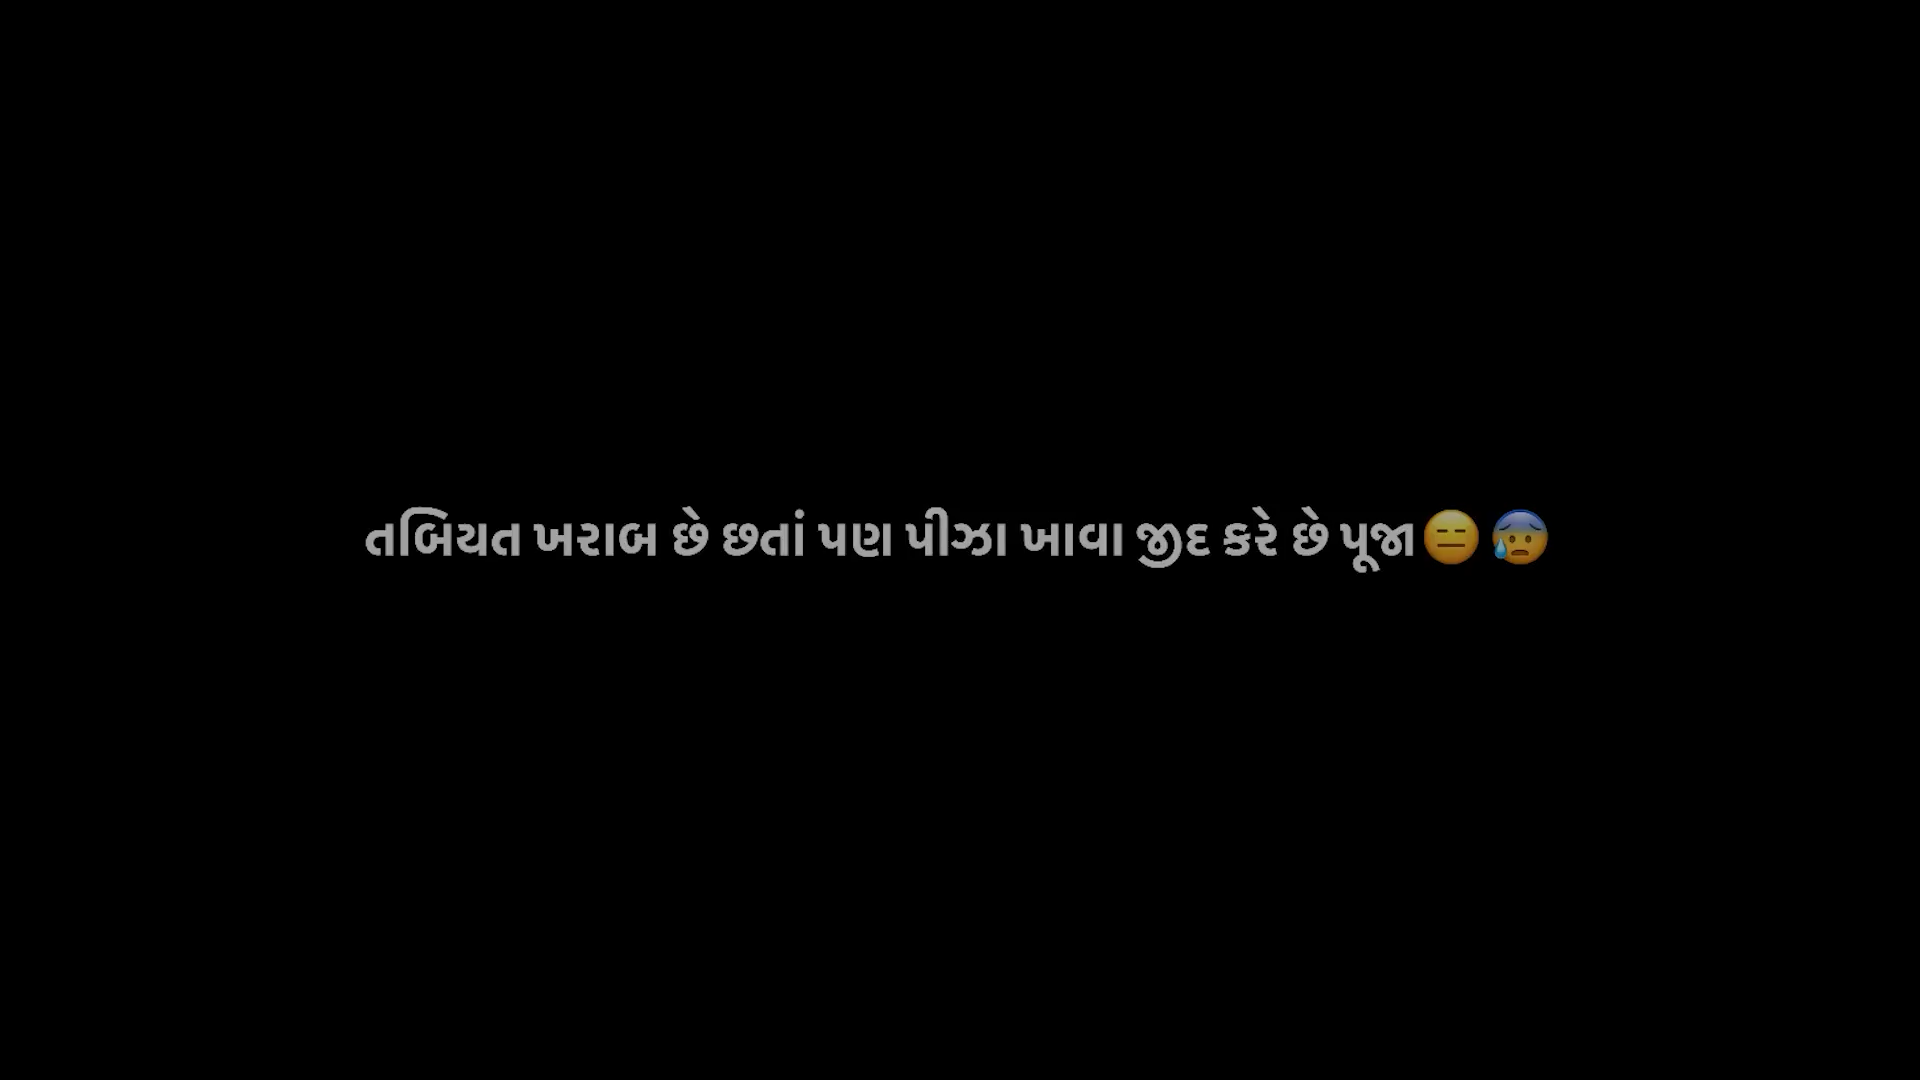 તબિયત ખરાબ છે છતાં પણ પીઝા ખાવા જીદ કરે છે પૂજા😑😰